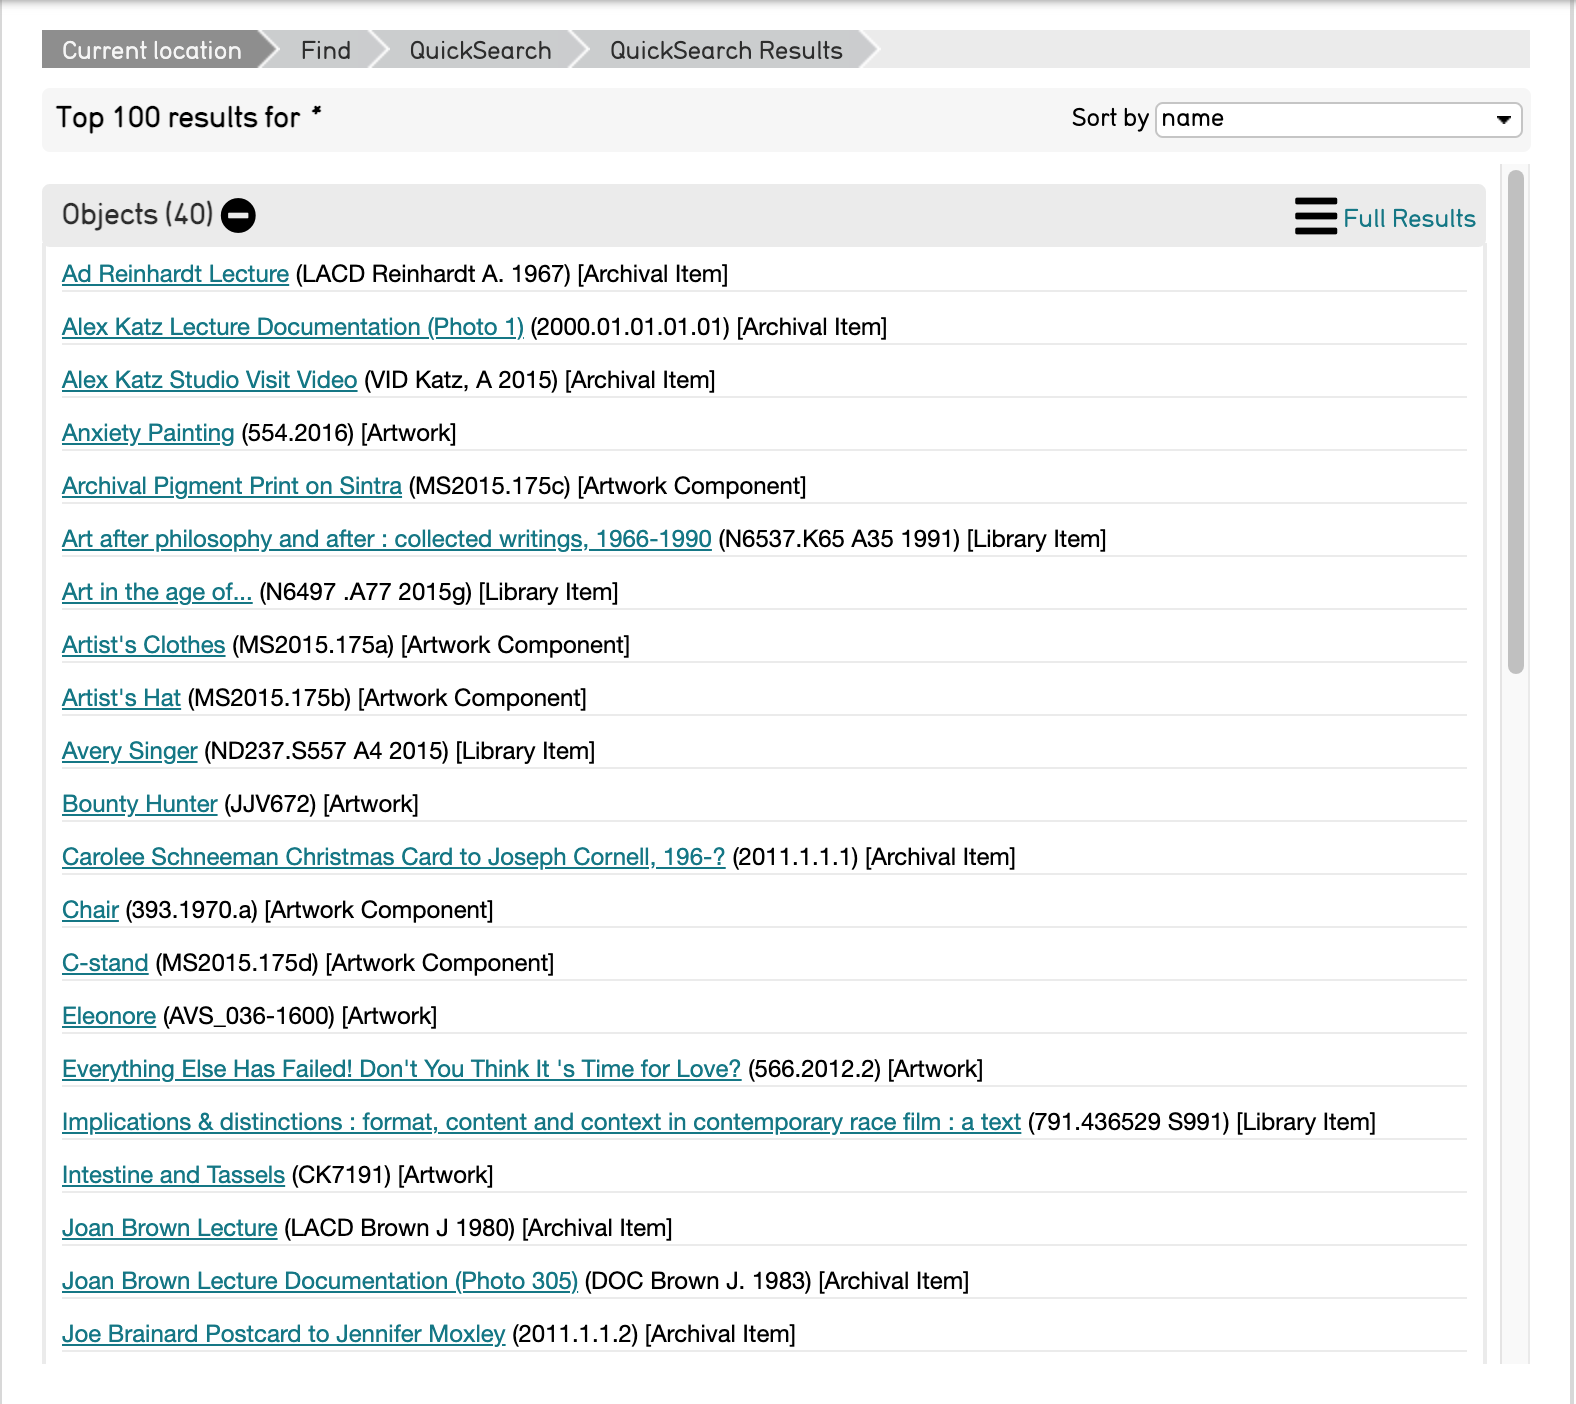 Current location Find QuickSearch QuickSearch Results
Top 100 results for * Sort by name
Objects (40) Full Results
Ad Reinhardt Lecture (LACD Reinhardt A. 1967) [Archival Item]
Alex Katz Lecture Documentation (Photo 1) (2000.01.01.01.01) [Archival Item]
Alex Katz Studio Visit Video (VID Katz, A 2015) [Archival Item]
Anxiety Painting (554.2016) [Artwork]
Archival Pigment Print on Sintra (MS2015.175c) [Artwork Component]
Art after philosophy and after : collected writings, 1966-1990 (N6537.K65 A35 1991) [Library Item]
Art in the age of... (N6497 .A77 2015g) [Library Item]
Artist's Clothes (MS2015.175a) [Artwork Component]
Artist's Hat (MS2015.175b) [Artwork Component]
Avery Singer (ND237.S557 A4 2015) [Library Item]
Bounty Hunter (JJV672) [Artwork]
Carolee Schneeman Christmas Card to Joseph Cornell, 196-? (2011.1.1.1) [Archival Item]
Chair (393.1970.a) [Artwork Component]
C-stand (MS2015.175d) [Artwork Component]
Eleonore (AVS_036-1600) [Artwork]
Everything Else Has Failed! Don't You Think It 's Time for Love? (566.2012.2) [Artwork]
Implications & distinctions : format, content and context in contemporary race film : a text (791.436529 S991) [Library Item]
Intestine and Tassels (CK7191) [Artwork]
Joan Brown Lecture (LACD Brown J 1980) [Archival Item]
Joan Brown Lecture Documentation (Photo 305) (DOC Brown J. 1983) [Archival Item]
Joe Brainard Postcard to Jennifer Moxley (2011.1.1.2) [Archival Item]